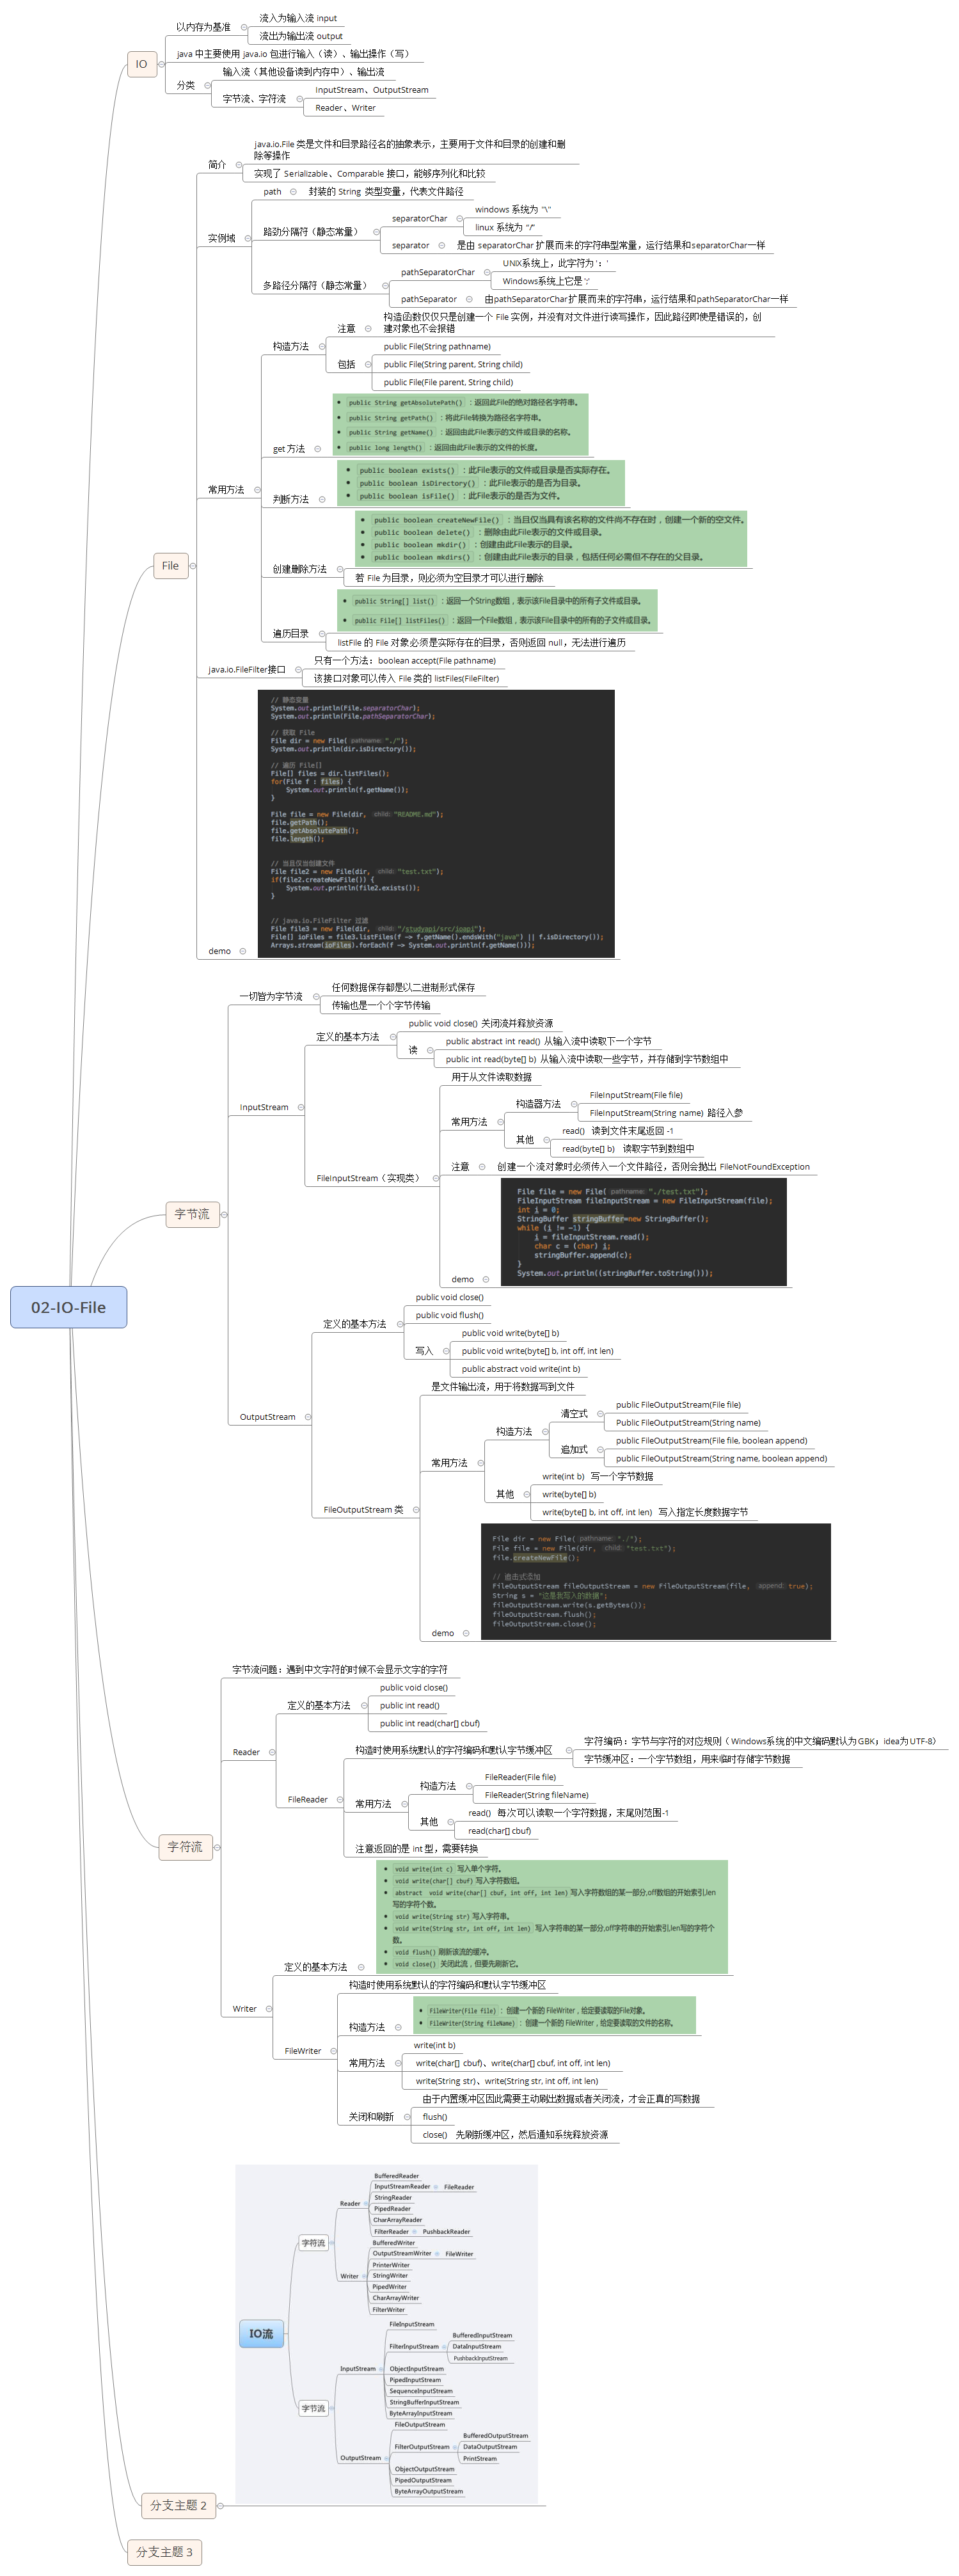 02-IO-File
IO
以内存为基准
流入为输入流 input
流出为输出流 output
java 中主要使用 java.io 包进行输入（读）、输出操作（写）
分类
输入流（其他设备读到内存中）、输出流
字节流、字符流
InputStream、OutputStream
Reader、Writer
File
简介
java.io.File 类是文件和目录路径名的抽象表示，主要用于文件和目录的创建和删
除等操作
实现了 Serializable、Comparable 接口，能够序列化和比较
实例域
path
封装的 String 类型变量，代表文件路径
路劲分隔符（静态常量）
separatorChar
windows 系统为 "\"
linux 系统为 "/"
separator
是由 separatorChar 扩展而来的字符串型常量，运行结果和separatorChar一样
多路径分隔符（静态常量）
pathSeparatorChar
UNIX系统上，此字符为'：'
Windows系统上它是';'
pathSeparator
由pathSeparatorChar扩展而来的字符串，运行结果和pathSeparatorChar一样
常用方法
构造方法
注意
构造函数仅仅只是创建一个 File 实例，并没有对文件进行读写操作，因此路径即使是错误的，创
建对象也不会报错
包括
public File(String pathname)
public File(String parent, String child)
public File(File parent, String child)
get 方法
public String getAbsolutePath() ：返回此File的绝对路径名字符串。
public String getPath() ：将此File转换为路径名字符串。
public String getName() ：返回由此File表示的文件或目录的名称。
public long length() ：返回由此File表示的文件的长度。
判断方法
public boolean exists() ：此File表示的文件或目录是否实际存在。
public boolean isDirectory() ：此File表示的是否为目录。
public boolean isFile() ：此File表示的是否为文件。
创建删除方法
public boolean createNewFile() ：当且仅当具有该名称的文件尚不存在时，创建一个新的空文件。
public boolean delete() ：删除由此File表示的文件或目录。
public boolean mkdir() ：创建由此File表示的目录。
public boolean mkdirs() ：创建由此File表示的目录，包括任何必需但不存在的父目录。
若 File 为目录，则必须为空目录才可以进行删除
遍历目录
public String[] list() ：返回一个String数组，表示该File目录中的所有子文件或目录。
public File[] listFiles() ：返回一个File数组，表示该File目录中的所有的子文件或目录。
listFile 的 File 对象必须是实际存在的目录，否则返回 null，无法进行遍历
java.io.FileFilter接口
只有一个方法：boolean accept(File pathname)
该接口对象可以传入 File 类的 listFiles(FileFilter)
demo
// 静态变量
System.out.println(File.separatorChar);
System.out.println(File.pathSeparatorChar);
// 获取 File
File dir = new File( pathname: "./");
System.out.println(dir.isDirectory());
// 遍历 File[]
File[] files = dir.listFiles();
for(File f : files) {
System.out.println(f.getName());
}
File file = new File(dir, child: "README.md");
file.getPath();
file.getAbsolutePath();
file.length();
// 当且仅当创建文件
File file2 = new File(dir, child: "test.txt");
if(file2.createNewFile()) {
System.out.println(file2.exists());
}
// java.io.FileFilter 过滤
File file3 = new File(dir, child: "/studyapi/src/ioapi");
File[] ioFiles = file3.listFiles(f -> f.getName().endsWith("java") || f.isDirectory());
Arrays.stream(ioFiles).forEach(f -> System.out.println(f.getName()));
字节流
一切皆为字节流
任何数据保存都是以二进制形式保存
传输也是一个个字节传输
InputStream
定义的基本方法
public void close() 关闭流并释放资源
读
public abstract int read() 从输入流中读取下一个字节
public int read(byte[] b) 从输入流中读取一些字节，并存储到字节数组中
FileInputStream（实现类）
用于从文件读取数据
常用方法
构造器方法
FileInputStream(File file)
FileInputStream(String name) 路径入参
其他
read() 读到文件末尾返回 -1
read(byte[] b) 读取字节到数组中
注意
创建一个流对象时必须传入一个文件路径，否则会抛出 FileNotFoundException
demo
File file = new File( pathname: "./test.txt");
FileInputStream fileInputStream = new FileInputStream(file);
int i = 0;
StringBuffer stringBuffer=new StringBuffer();
while (i != -1) {
i = fileInputStream.read();
char c = (char) i;
stringBuffer.append(c);
}
System.out.println((stringBuffer.toString()));
OutputStream
定义的基本方法
public void close()
public void flush()
写入
public void write(byte[] b)
public void write(byte[] b, int off, int len)
public abstract void write(int b)
FileOutputStream 类
是文件输出流，用于将数据写到文件
常用方法
构造方法
清空式
public FileOutputStream(File file)
Public FileOutputStream(String name)
追加式
public FileOutputStream(File file, boolean append)
public FileOutputStream(String name, boolean append)
其他
write(int b) 写一个字节数据
write(byte[] b)
write(byte[] b, int off, int len) 写入指定长度数据字节
demo
File dir = new File( pathname: "./");
File file = new File(dir, child: "test.txt");
file.createNewFile();
FileOutputStream fileOutputStream = new FileOutputStream(file, append: true);
String s = "这是我写入的数据";
fileOutputStream.write(s.getBytes());
fileOutputStream.flush();
fileOutputStream.close();
字符流
字节流问题：遇到中文字符的时候不会显示文字的字符
Reader
定义的基本方法
public void close()
public int read()
public int read(char[] cbuf)
FileReader
构造时使用系统默认的字符编码和默认字节缓冲区
字符编码：字节与字符的对应规则（Windows系统的中文编码默认为GBK；idea为UTF-8）
字节缓冲区：一个字节数组，用来临时存储字节数据
常用方法
构造方法
FileReader(File file)
FileReader(String fileName)
其他
read() 每次可以读取一个字符数据，末尾则范围-1
read(char[] cbuf)
注意返回的是 int 型，需要转换
Writer
定义的基本方法
void write(int c) 写入单个字符。
void write(char[] cbuf) 写入字符数组。
abstract void write(char[] cbuf, int off, int len) 写入字符数组的某一部分,off数组的开始索引,len
写的字符个数。
void write(String str) 写入字符串。
void write(String str, int off, int len) 写入字符串的某一部分,off字符串的开始索引,len写的字符个
数。
void flush() 刷新该流的缓冲。
void close() 关闭此流，但要先刷新它。
FileWriter
构造时使用系统默认的字符编码和默认字节缓冲区
构造方法
FileWriter(File file) ：创建一个新的 FileWriter，给定要读取的File对象。
FileWriter(String fileName) ：创建一个新的 FileWriter，给定要读取的文件的名称。
常用方法
write(int b)
write(char[] cbuf)、write(char[] cbuf, int off, int len)
write(String str)、write(String str, int off, int len)
关闭和刷新
由于内置缓冲区因此需要主动刷出数据或者关闭流，才会正真的写数据
flush()
close() 先刷新缓冲区，然后通知系统释放资源
分支主题 2
IO流
字符流
Reader
BufferedReader
InputStreamReader
FileReader
StringReader
PipedReader
CharArrayReader
FilterReader
PushbackReader
Writer
BufferedWriter
OutputStreamWriter
FileWriter
PrinterWriter
StringWriter
PipedWriter
CharArrayWriter
FilterWriter
字节流
InputStream
FileInputStream
FilterInputStream
BufferedInputStream
DataInputStream
PushbackInputStream
ObjectInputStream
PipedInputStream
SequenceInputStream
StringBufferInputStream
ByteArrayInputStream
OutputStream
FileOutputStream
FilterOutputStream
BufferedOutputStream
DataOutputStream
PrintStream
ObjectOutputStream
PipedOutputStream
ByteArrayOutputStream
分支主题 3